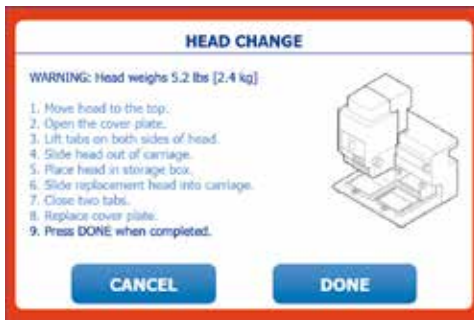 HEAD CHANGE
WARNING: Head weighs 5.2 lbs [2.4 kg]
1. Move head to the top.
2. Open the cover plate.
3. Lift tabs on both sides of head.
4. Slide head out of carriage.
5. Place head in storage box.
6. Slide replacement head into carriage.
7. Close two tabs.
8. Replace cover plate.
9. Press DONE when completed.
CANCEL
DONE